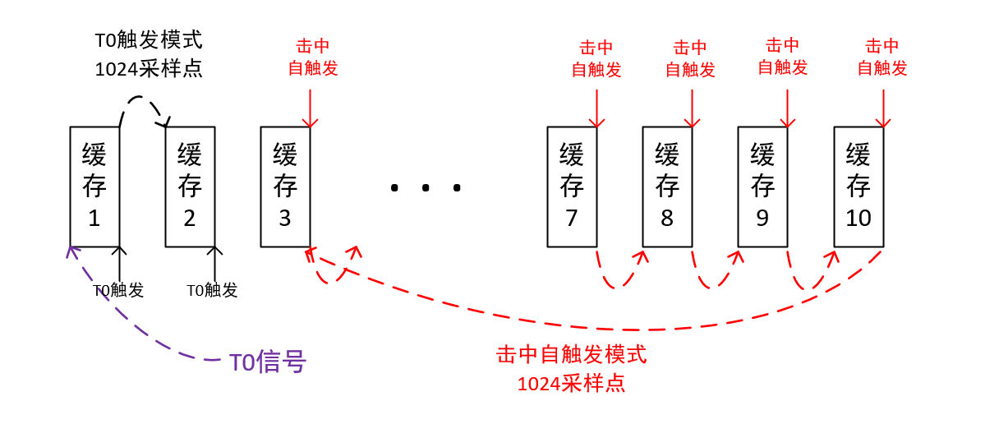 T0触发模式
1024采样点
击中
自触发
击中
自触发
击中
自触发
击中
自触发
击中
自触发
缓
存
1
缓
存
2
缓
存
3
...
缓
存
7
缓
存
8
缓
存
9
缓
存
10
T0触发
T0触发
T0信号
击中自触发模式
1024采样点